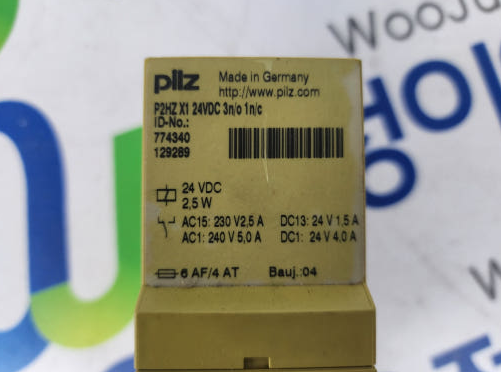 WooJu
pilz
Made in Germany
http://www.pilz.com
P2HZ X1 24VDC 3n/o 1n/c
ID-No.:
774340
129289
24 VDC
2,5 W
AC15: 230 V2,5 A DC13: 24 V 1,5 A
AC1: 240 V 5,0 A DC1: 24 V 4,0 A
6 AF/4 AT Bauj.:04